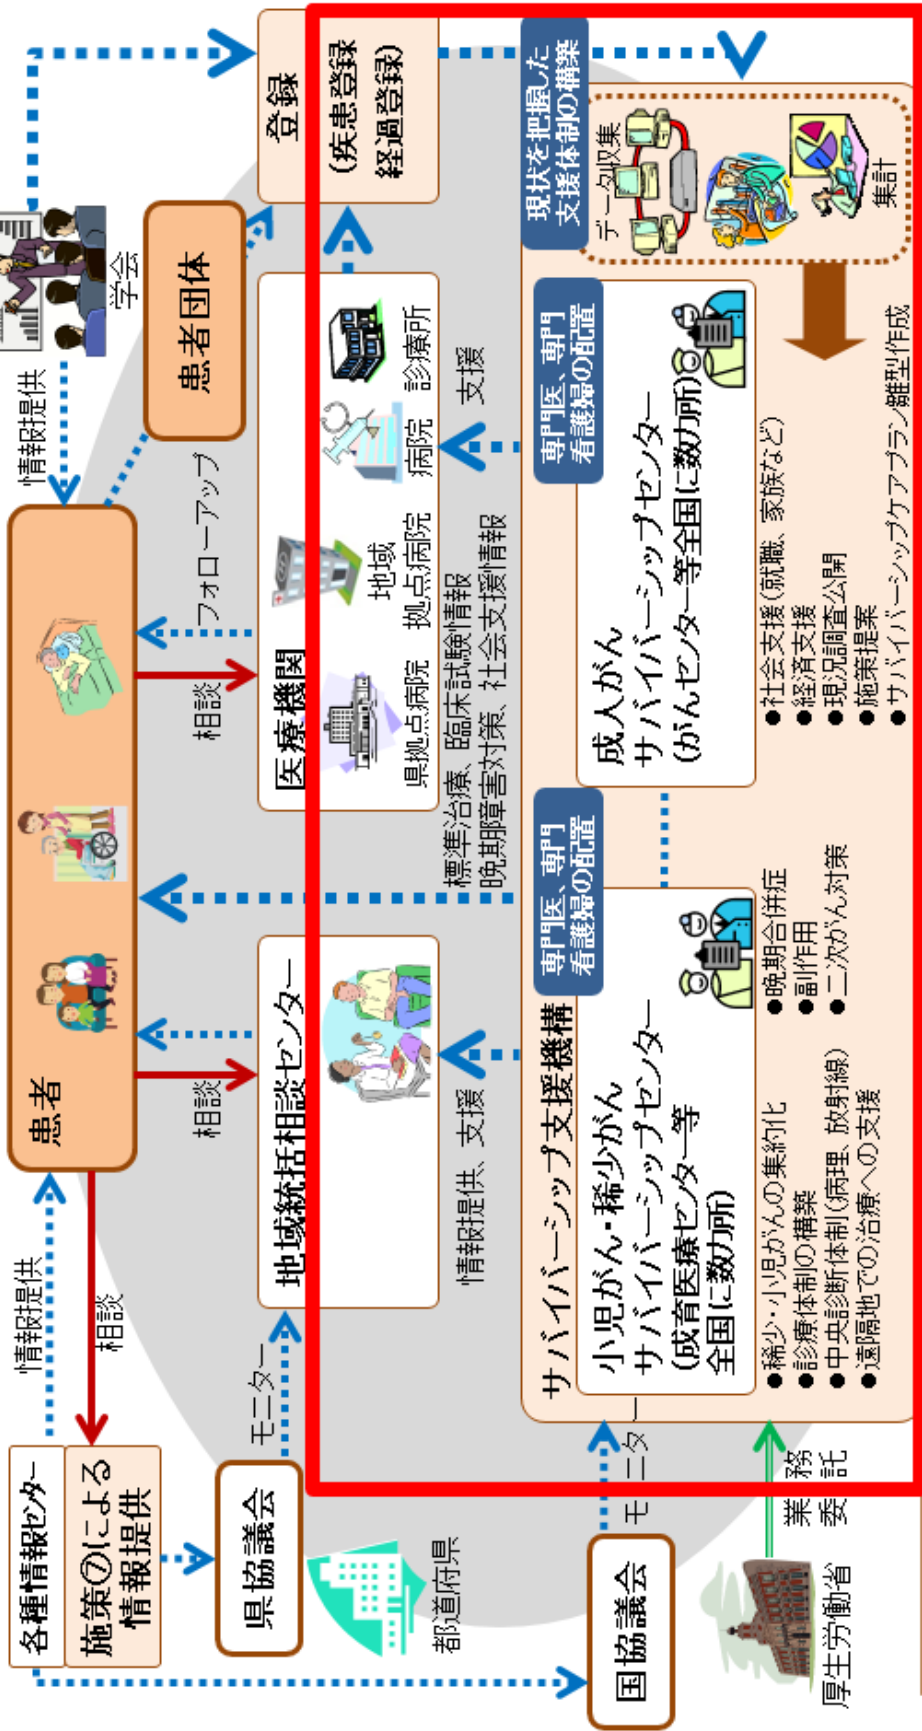 各種情報センター
施策⑦による
情報提供
情報提供
相談
患者
情報提供
学会
患者団体
県協議会
都道府県
モニター
相談
地域統括相談センター
相談
フォローアップ
医療機関
県拠点病院
地域
拠点病院
病院
診療所
登録
(疾患登録
経過登録)
情報提供、支援
標準治療、臨床試験情報
晩期障害対策、社会支援情報
支援
国協議会
モニター
厚生労働省
業務
委託
サバイバーシップ支援機構
専門医、専門
看護婦の配置
小児がん・稀少がん
サバイバーシップセンター
(成育医療センター等
全国に数カ所)
●稀少・小児がんの集約化
●診療体制の構築
●中央診断体制(病理、放射線)
●遠隔地での治療への支援
●晩期合併症
●副作用
●二次がん対策
専門医、専門
看護婦の配置
成人がん
サバイバーシップセンター
(がんセンター等全国に数カ所)
●社会支援(就職、家族など)
●経済支援
●現況調査公開
●施策提案
●サバイバーシップケアプラン雛型作成
現状を把握した
支援体制の構築
データ収集
集計